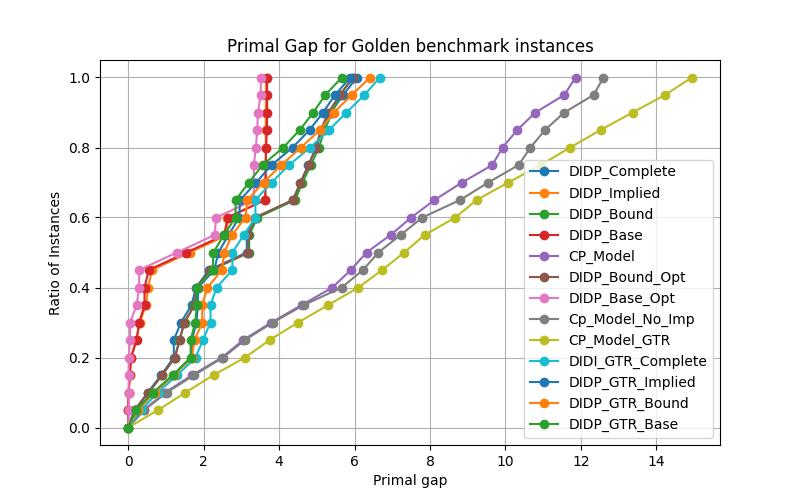 Primal Gap for Golden benchmark instances
Ratio of Instances
1.0
0.8
0.6
0.4
0.2
0.0
DIDP_Complete
DIDP_Implied
DIDP_Bound
DIDP_Base
CP_Model
DIDP_Bound_Opt
DIDP_Base_Opt
Cp_Model_No_Imp
CP_Model_GTR
DIDI_GTR_Complete
DIDP_GTR_Implied
DIDP_GTR_Bound
DIDP_GTR_Base
0 2 4 6 8 10 12 14
Primal gap